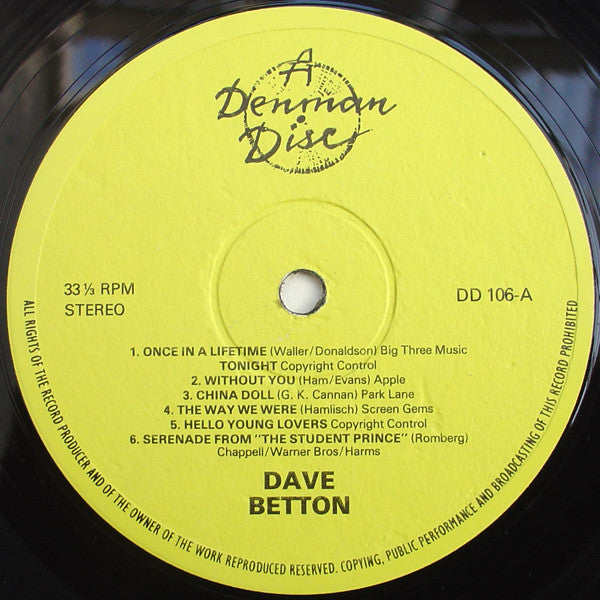 A
Denman
Disc
33 ⅓ RPM
STEREO
DD 106-A
1. ONCE IN A LIFETIME (Waller/Donaldson) Big Three Music
TONIGHT Copyright Control
2. WITHOUT YOU (Ham/Evans) Apple
3. CHINA DOLL (G. K. Cannan) Park Lane
4. THE WAY WE WERE (Hamlisch) Screen Gems
5. HELLO YOUNG LOVERS Copyright Control
6. SERENADE FROM "THE STUDENT PRINCE" (Romberg)
Chappell/Warner Bros/Harms
DAVE
BETTON
ALL RIGHTS OF THE RECORD PRODUCER AND OF THE OWNER OF THE WORK REPRODUCED RESERVED. COPYING, PUBLIC PERFORMANCE AND BROADCASTING OF THIS RECORD PROHIBITED